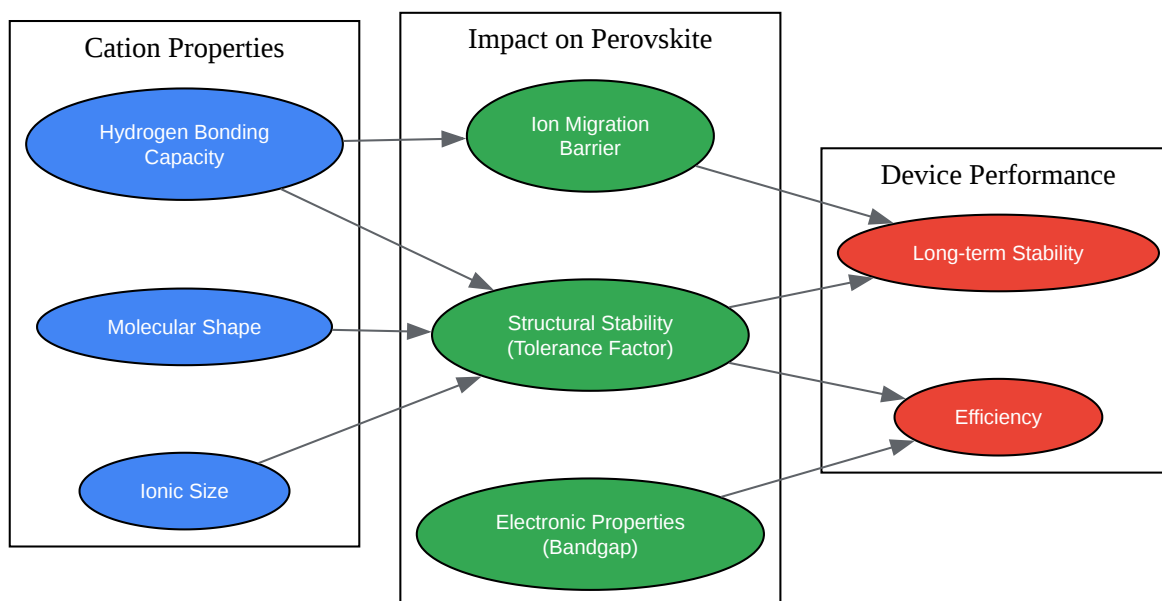 Cation Properties
Hydrogen Bonding
Capacity
Molecular Shape
Ionic Size
Impact on Perovskite
Ion Migration
Barrier
Structural Stability
(Tolerance Factor)
Electronic Properties
(Bandgap)
Device Performance
Long-term Stability
Efficiency